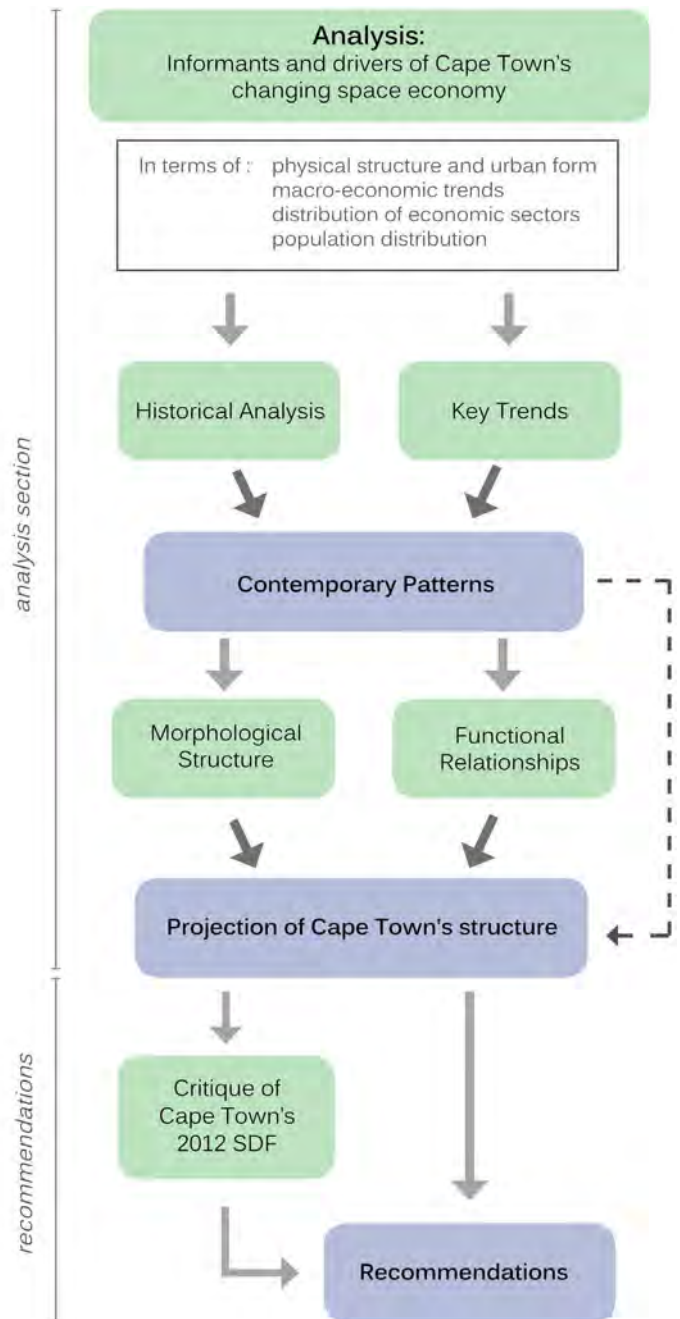 Analysis:
Informants and drivers of Cape Town's
changing space economy
In terms of : physical structure and urban form
macro-economic trends
distribution of economic sectors
population distribution
Historical Analysis
Key Trends
analysis section
Contemporary Patterns
Morphological
Structure
Functional
Relationships
Projection of Cape Town's structure
recommendations
Critique of
Cape Town's
2012 SDF
Recommendations